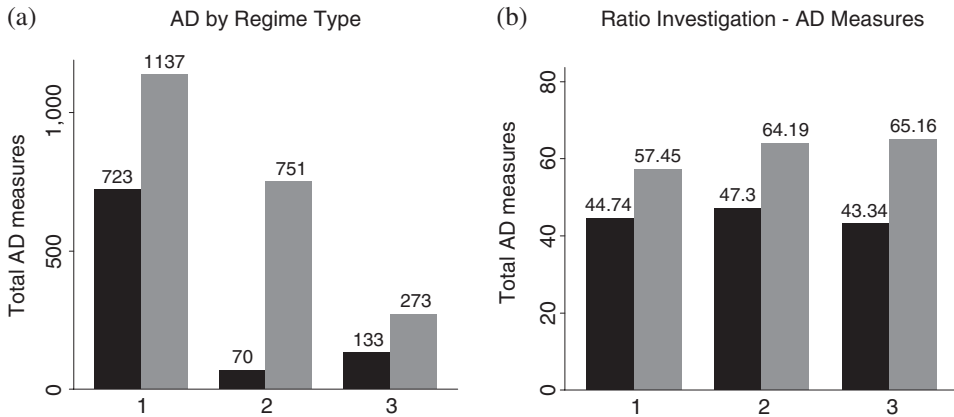 (a)
AD by Regime Type
Total AD measures
1,000
500
0
1137
723
751
70
273
133
1 2 3
(b)
Ratio Investigation - AD Measures
Total AD measures
80
60
40
20
0
44.74
57.45
47.3
64.19
43.34
65.16
1 2 3